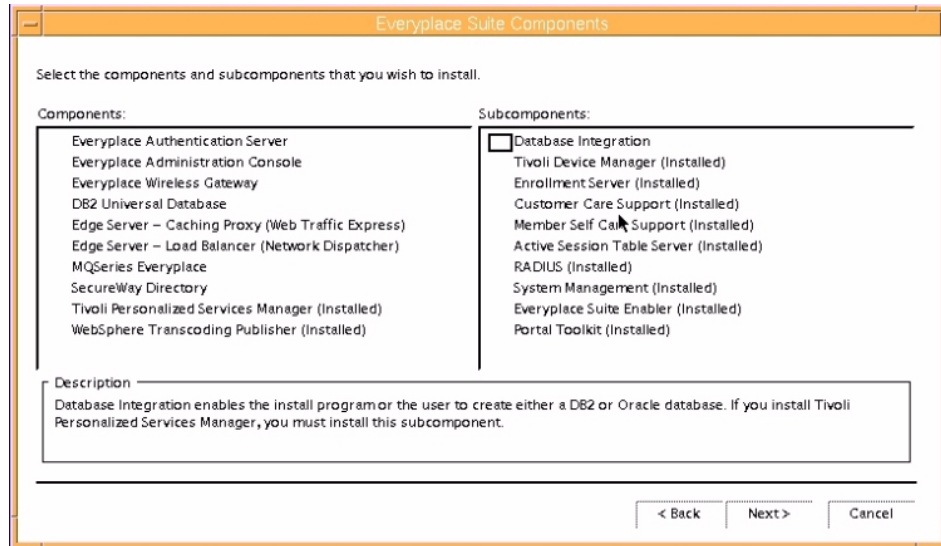 Everyplace Suite Components
Select the components and subcomponents that you wish to install.
Components:
Everyplace Authentication Server
Everyplace Administration Console
Everyplace Wireless Gateway
DB2 Universal Database
Edge Server – Caching Proxy (Web Traffic Express)
Edge Server – Load Balancer (Network Dispatcher)
MQSeries Everyplace
SecureWay Directory
Tivoli Personalized Services Manager (Installed)
WebSphere Transcoding Publisher (Installed)
Subcomponents:
Database Integration
Tivoli Device Manager (Installed)
Enrollment Server (Installed)
Customer Care Support (Installed)
Member Self Care Support (Installed)
Active Session Table Server (Installed)
RADIUS (Installed)
System Management (Installed)
Everyplace Suite Enabler (Installed)
Portal Toolkit (Installed)
Description
Database Integration enables the install program or the user to create either a DB2 or Oracle database. If you install Tivoli
Personalized Services Manager, you must install this subcomponent.
< Back
Next >
Cancel